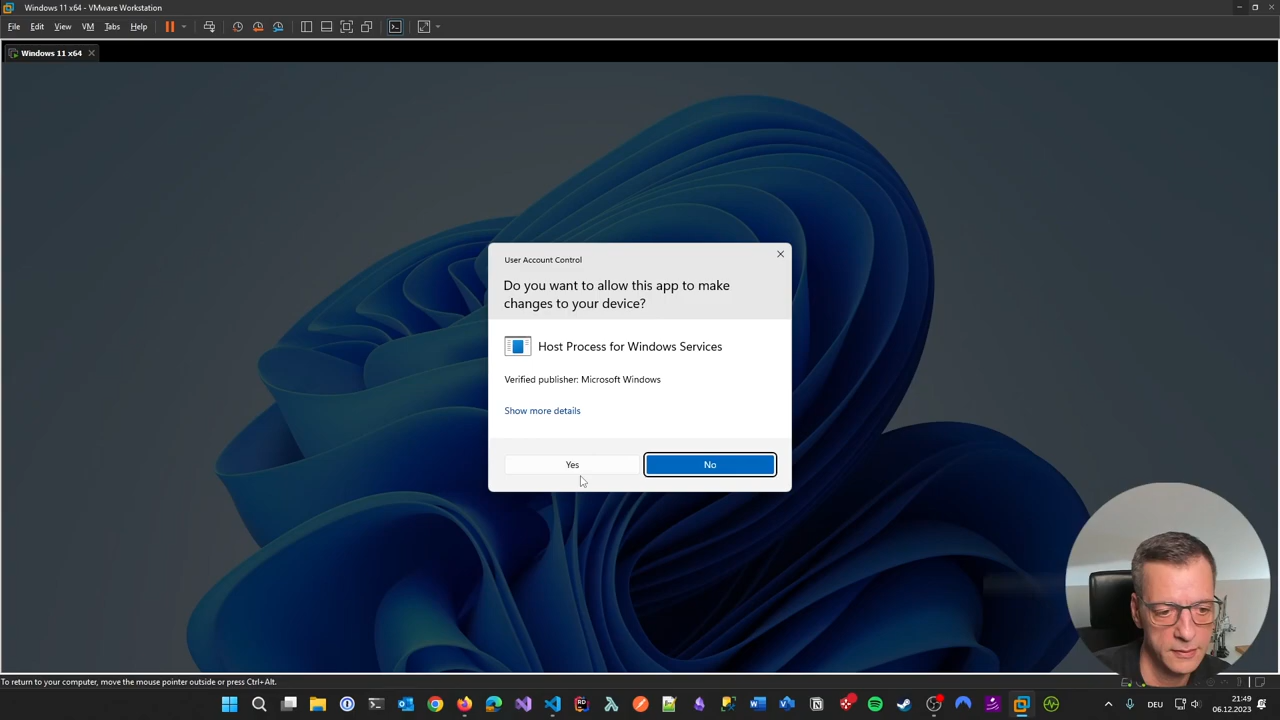 Windows 11 x64 - VMware Workstation
File Edit View VM Tabs Help
Windows 11 x64
User Account Control
Do you want to allow this app to make
changes to your device?
Host Process for Windows Services
Verified publisher: Microsoft Windows
Show more details
Yes No
To return to your computer, move the mouse pointer outside or press Ctrl+Alt.
DEU
21:49
06.12.2023